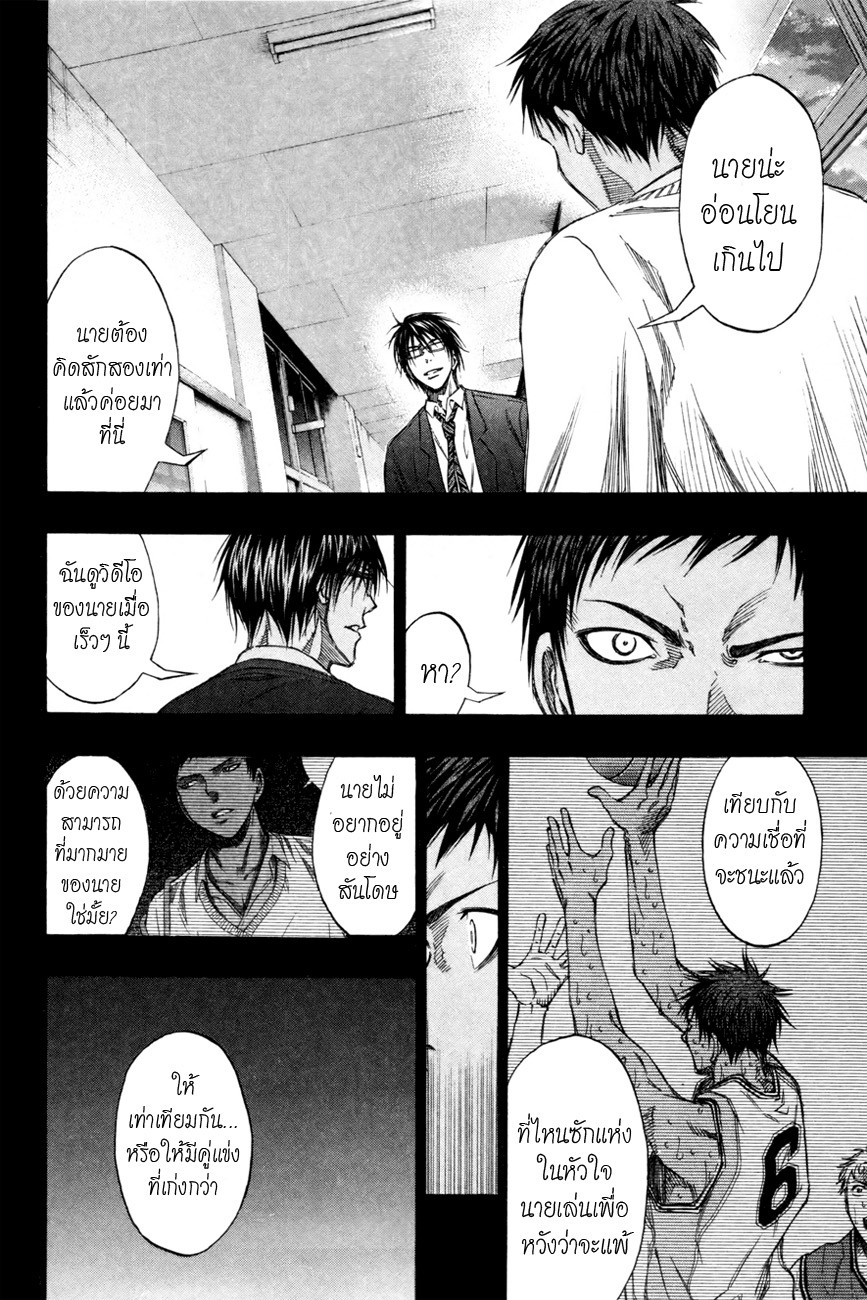 นายน่ะ
อ่อนโยน
เกินไป
นายต้อง
คิดสักสองเท่า
แล้วค่อยมา
ที่นี่
หา?
ฉันดูวิดีโอ
ของนายเมื่อ
เร็วๆ นี้
เทียบกับ
ความเชื่อที่
จะชนะแล้ว
ที่ไหนซักแห่ง
ในหัวใจ
นายเล่นเพื่อ
หวังว่าจะแพ้
นายไม่
อยากอยู่
อย่าง
สันโดษ
ด้วยความ
สามารถ
ที่มากมาย
ของนาย
ใช่มั้ย?
ให้
เท่าเทียมกัน...
หรือให้มีคู่แข่ง
ที่เก่งกว่า
6